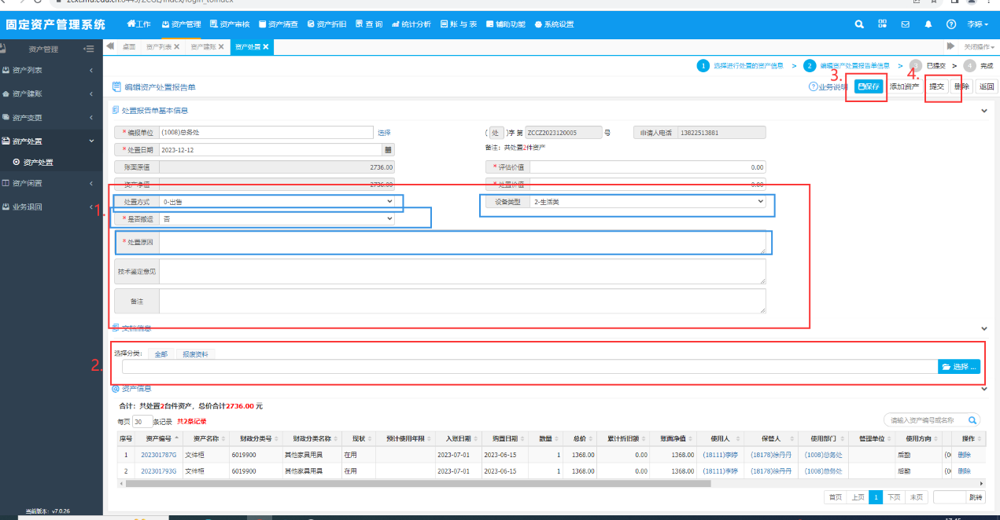 固定资产管理系统 工作 资产管理 资产审核 资产清查 资产折旧 查 询 统计分析 账 与 表 辅助功能 系统设置 李婷
资产管理 桌面 资产列表 资产建账 资产处置 关闭操作
资产列表
资产建账
资产变更
资产处置
资产处置
资产闲置
业务退回
当前版本: v7.0.26
1 选择进行处置的资产信息 > 2 编辑资产处置报告单信息 > 3 已提交 > 4 完成
3. 4.
编辑资产处置报告单 业务说明 保存 添加资产 提交 删除 返回
处置报告单基本信息
* 编报单位 (1008)总务处 选择 ( 处 )字 第 ZCCZ2023120005 号 申请人电话 13822513881
* 处置日期 2023-12-12 备注: 共处置2件资产
账面原值 2736.00 * 评估价值 0.00
资产净值 2736.00 * 处置价值 0.00
1. 处置方式 0-出售 设备类型 2-生活类
* 是否搬运 否
* 处置原因
技术鉴定意见
备注
文档信息
选择分类: 全部 报废资料
2. 选择 ...
资产信息
合计: 共处置2台件资产, 总价合计2736.00 元
每页 30 条记录 共2条记录 请输入资产编号或名称
序号 资产编号 资产名称 财政分类号 财政分类名称 现状 预计使用年限 入账日期 购置日期 数量 总价 累计折旧额 账面净值 使用人 保管人 使用部门 管理单位 使用方向 操作
1 202301787G 文件柜 6019900 其他家具用具 在用 2023-07-01 2023-06-15 1 1368.00 0.00 1368.00 (18111)李婷 (18178)徐丹丹 (1008)总务处 后勤 删除
2 202301793G 文件柜 6019900 其他家具用具 在用 2023-07-01 2023-06-15 1 1368.00 0.00 1368.00 (18111)李婷 (18178)徐丹丹 (1008)总务处 后勤 删除
首页 上页 1 下页 末页 跳转